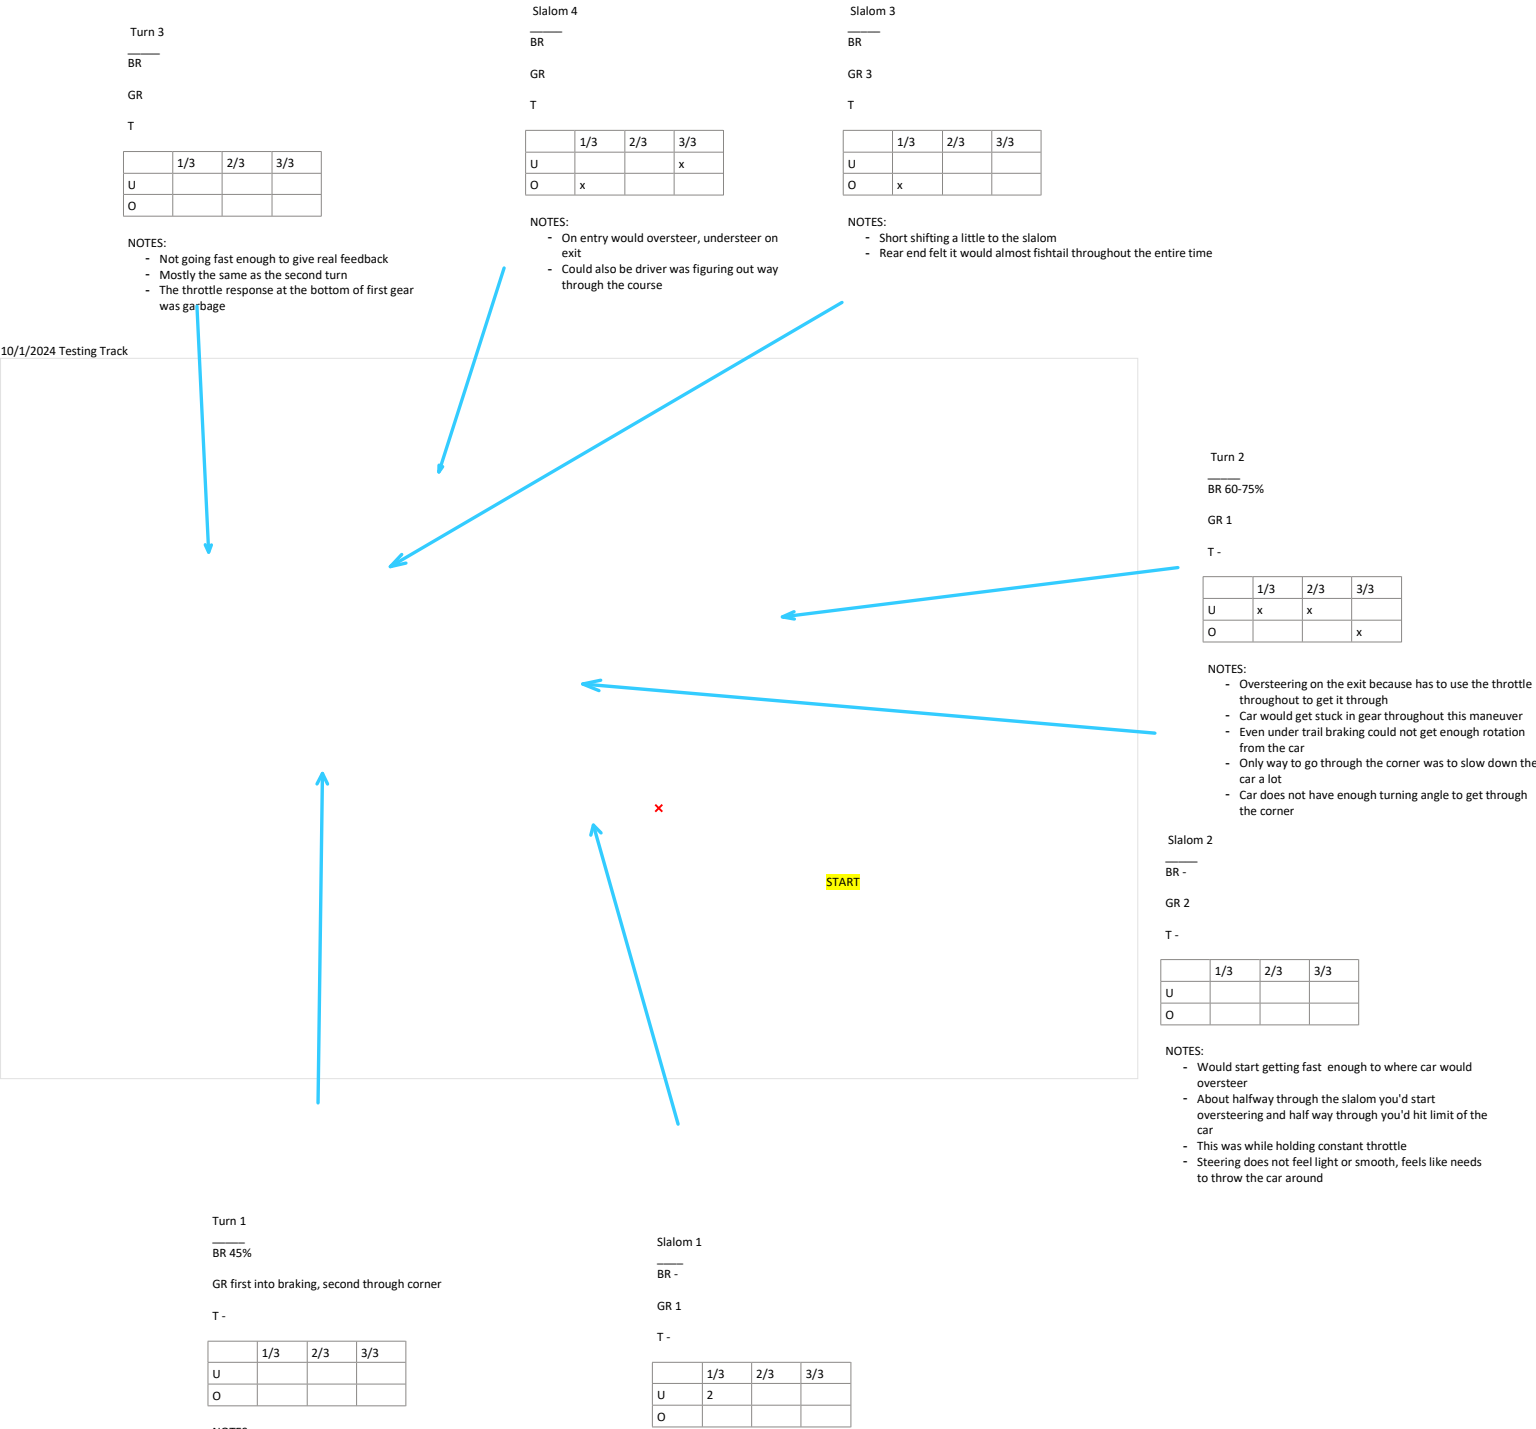 Turn 3
BR
GR
T
1/3 2/3 3/3
U
O
NOTES:
- Not going fast enough to give real feedback
- Mostly the same as the second turn
- The throttle response at the bottom of first gear
was garbage
Slalom 4
BR
GR
T
1/3 2/3 3/3
U x
O x
NOTES:
- On entry would oversteer, understeer on
exit
- Could also be driver was figuring out way
through the course
Slalom 3
BR
GR 3
T
1/3 2/3 3/3
U
O x
NOTES:
- Short shifting a little to the slalom
- Rear end felt it would almost fishtail throughout the entire time
10/1/2024 Testing Track
Turn 2
BR 60-75%
GR 1
T -
1/3 2/3 3/3
U x x
O x
NOTES:
- Oversteering on the exit because has to use the throttle
throughout to get it through
- Car would get stuck in gear throughout this maneuver
- Even under trail braking could not get enough rotation
from the car
- Only way to go through the corner was to slow down the
car a lot
- Car does not have enough turning angle to get through
the corner
START
Slalom 2
BR -
GR 2
T -
1/3 2/3 3/3
U
O
NOTES:
- Would start getting fast  enough to where car would
oversteer
- About halfway through the slalom you'd start
oversteering and half way through you'd hit limit of the
car
- This was while holding constant throttle
- Steering does not feel light or smooth, feels like needs
to throw the car around
Turn 1
BR 45%
GR first into braking, second through corner
T -
1/3 2/3 3/3
U
O
Slalom 1
BR -
GR 1
T -
1/3 2/3 3/3
U 2
O